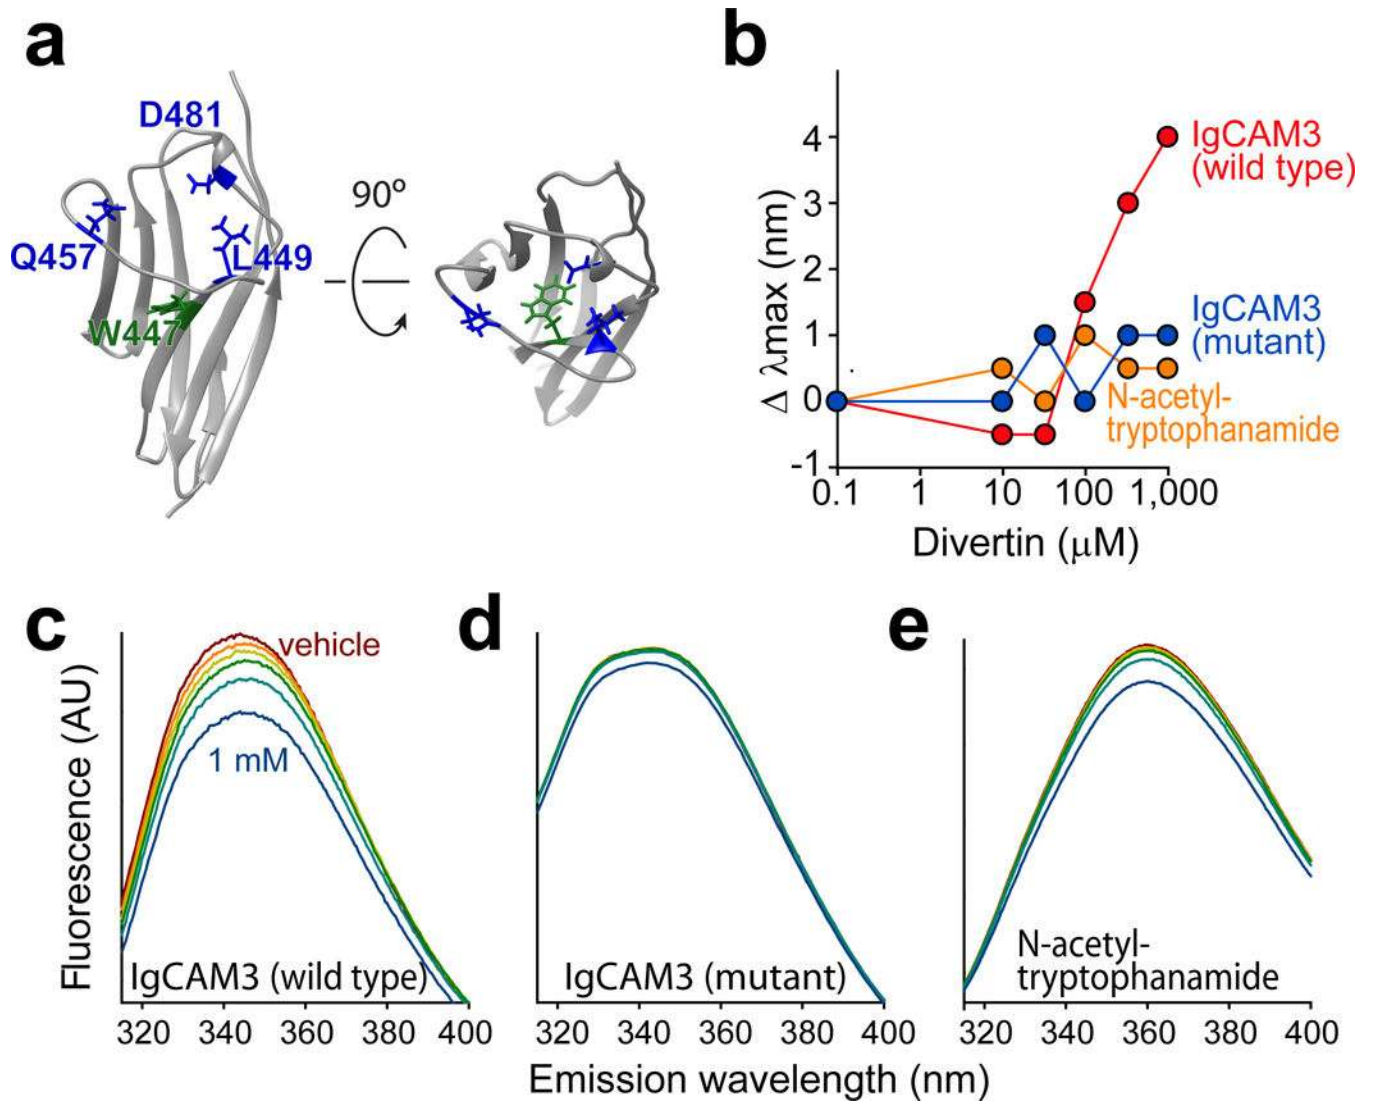 a
D481
Q457
L449
W447
90º
b
Δ λmax (nm)
4
3
2
1
0
-1
0.1
1
10
100
1,000
Divertin (μM)
IgCAM3
(wild type)
IgCAM3
(mutant)
N-acetyl-
tryptophanamide
c
Fluorescence (AU)
vehicle
1 mM
IgCAM3 (wild type)
320 340 360 380 400
d
IgCAM3 (mutant)
320 340 360 380 400
e
N-acetyl-
tryptophanamide
320 340 360 380 400
Emission wavelength (nm)